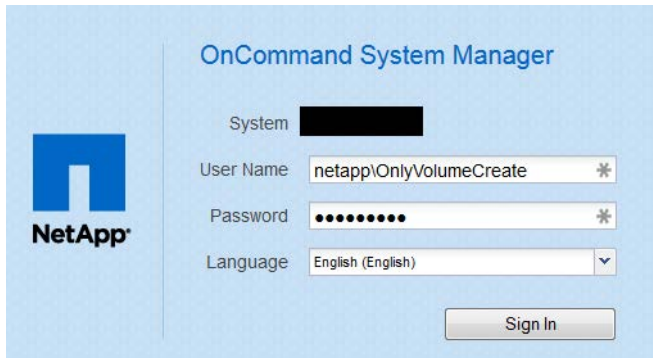 OnCommand System Manager
System
User Name netapp\OnlyVolumeCreate *
Password ●●●●●●●●● *
NetApp®
Language English (English)
Sign In